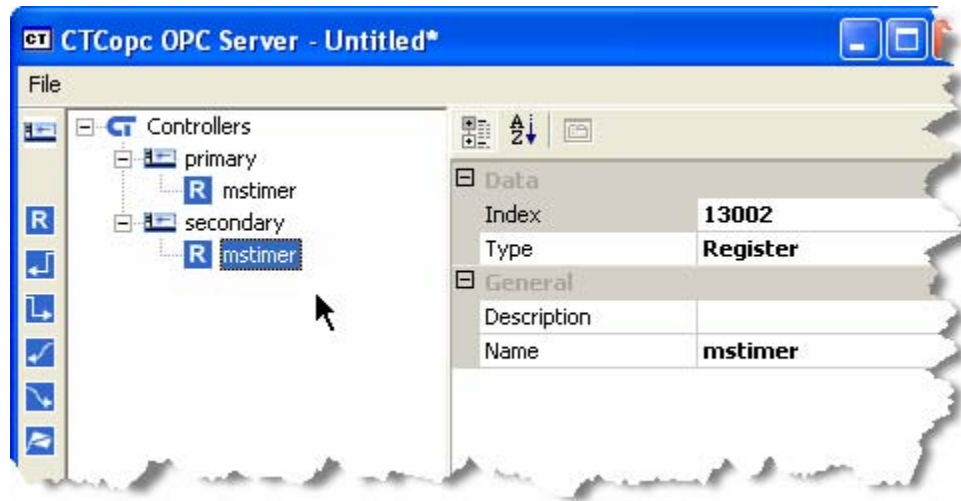 CT CTCopc OPC Server - Untitled*
File
CT Controllers
primary
R mstimer
secondary
R mstimer
R
A
Z
Data
Index 13002
Type Register
General
Description
Name mstimer